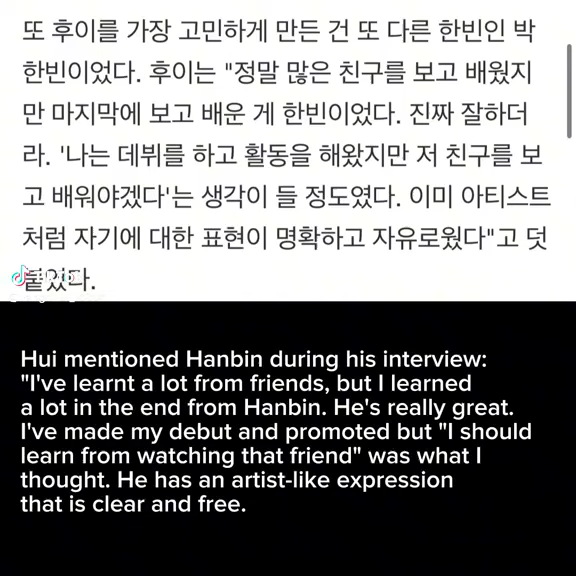 또 후이를 가장 고민하게 만든 건 또 다른 한빈인 박
한빈이었다. 후이는 "정말 많은 친구를 보고 배웠지
만 마지막에 보고 배운 게 한빈이었다. 진짜 잘하더
라. '나는 데뷔를 하고 활동을 해왔지만 저 친구를 보
고 배워야겠다'는 생각이 들 정도였다. 이미 아티스트
처럼 자기에 대한 표현이 명확하고 자유로웠다"고 덧
붙였다.
Hui mentioned Hanbin during his interview:
"I've learnt a lot from friends, but I learned
a lot in the end from Hanbin. He's really great.
I've made my debut and promoted but "I should
learn from watching that friend" was what I
thought. He has an artist-like expression
that is clear and free.